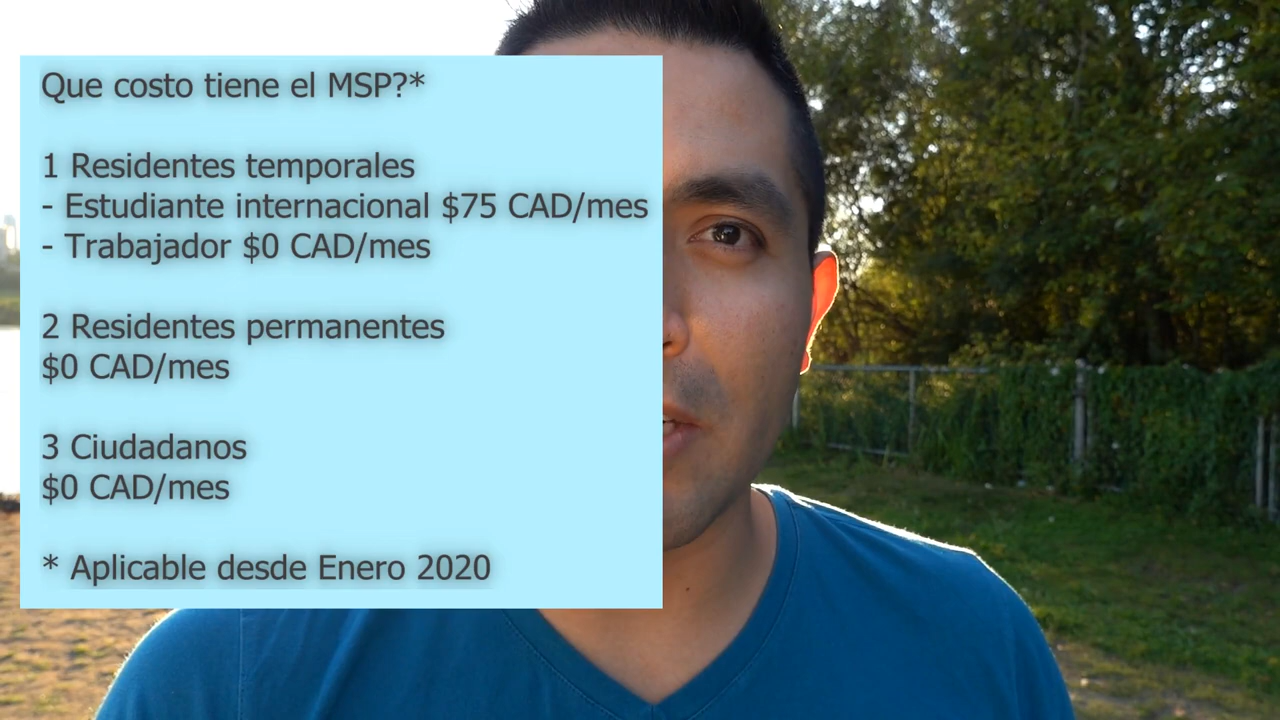 Que costo tiene el MSP?*
1 Residentes temporales
- Estudiante internacional $75 CAD/mes
- Trabajador $0 CAD/mes
2 Residentes permanentes
$0 CAD/mes
3 Ciudadanos
$0 CAD/mes
* Aplicable desde Enero 2020